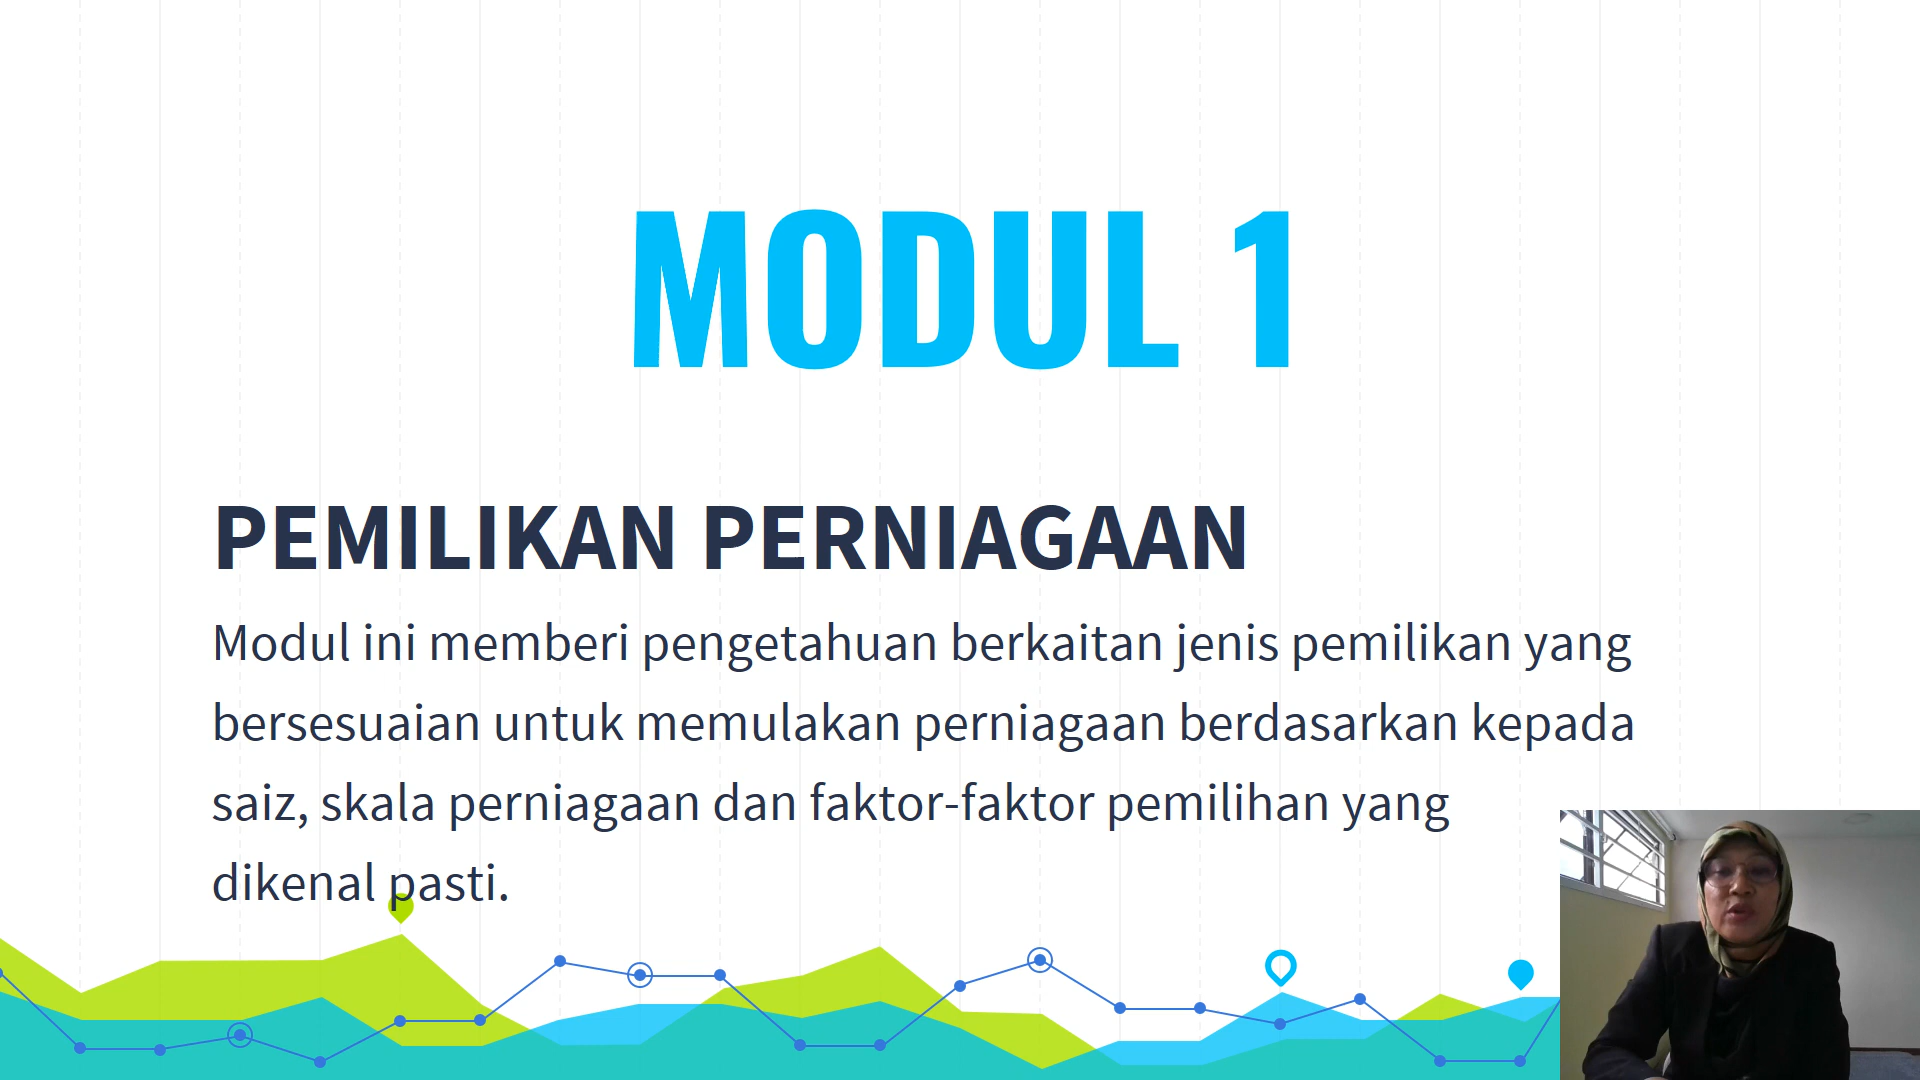 MODUL 1
PEMILIKAN PERNIAGAAN
Modul ini memberi pengetahuan berkaitan jenis pemilikan yang
bersesuaian untuk memulakan perniagaan berdasarkan kepada
saiz, skala perniagaan dan faktor-faktor pemilihan yang
dikenal pasti.